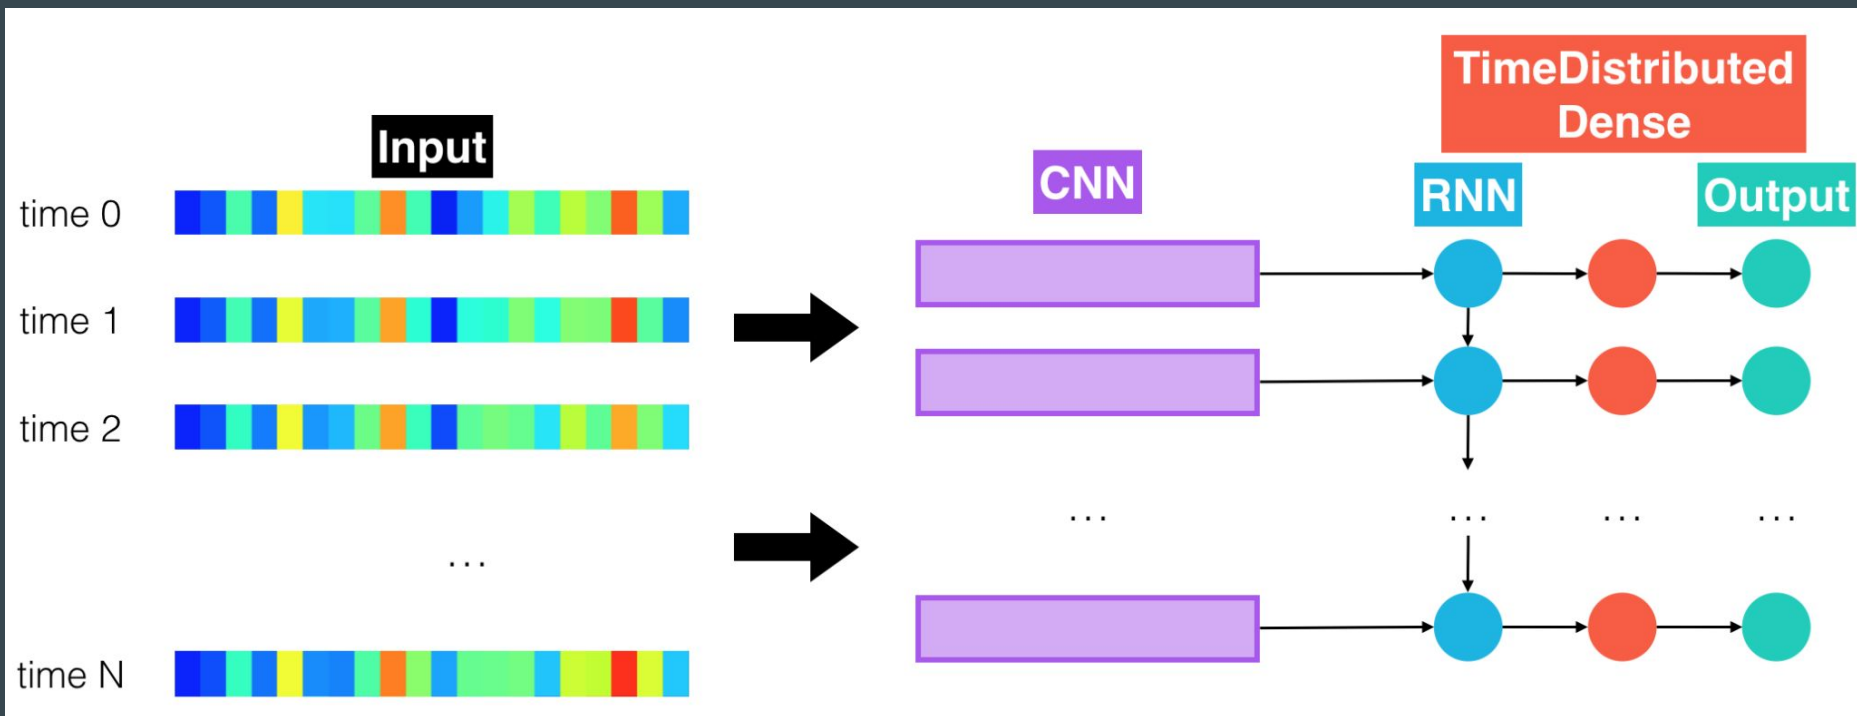 TimeDistributed
Dense
Input
CNN
RNN
Output
time 0
time 1
time 2
...
... ... ... ...
time N